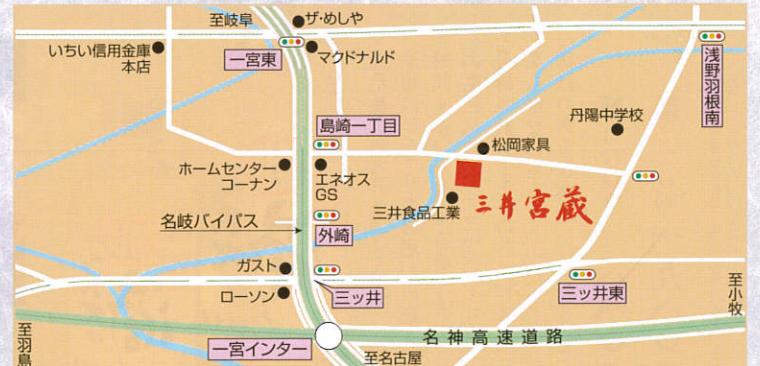 至岐阜
ザ・めしや
いちい信用金庫
本店
一宮東
マクドナルド
浅野羽根南
島崎一丁目
丹陽中学校
松岡家具
ホームセンター
コーナン
エネオス
GS
三井食品工業
三井宮蔵
名岐バイパス
外崎
ガスト
ローソン
三ッ井
三ッ井東
至小牧
至羽島
一宮インター
名神高速道路
至名古屋